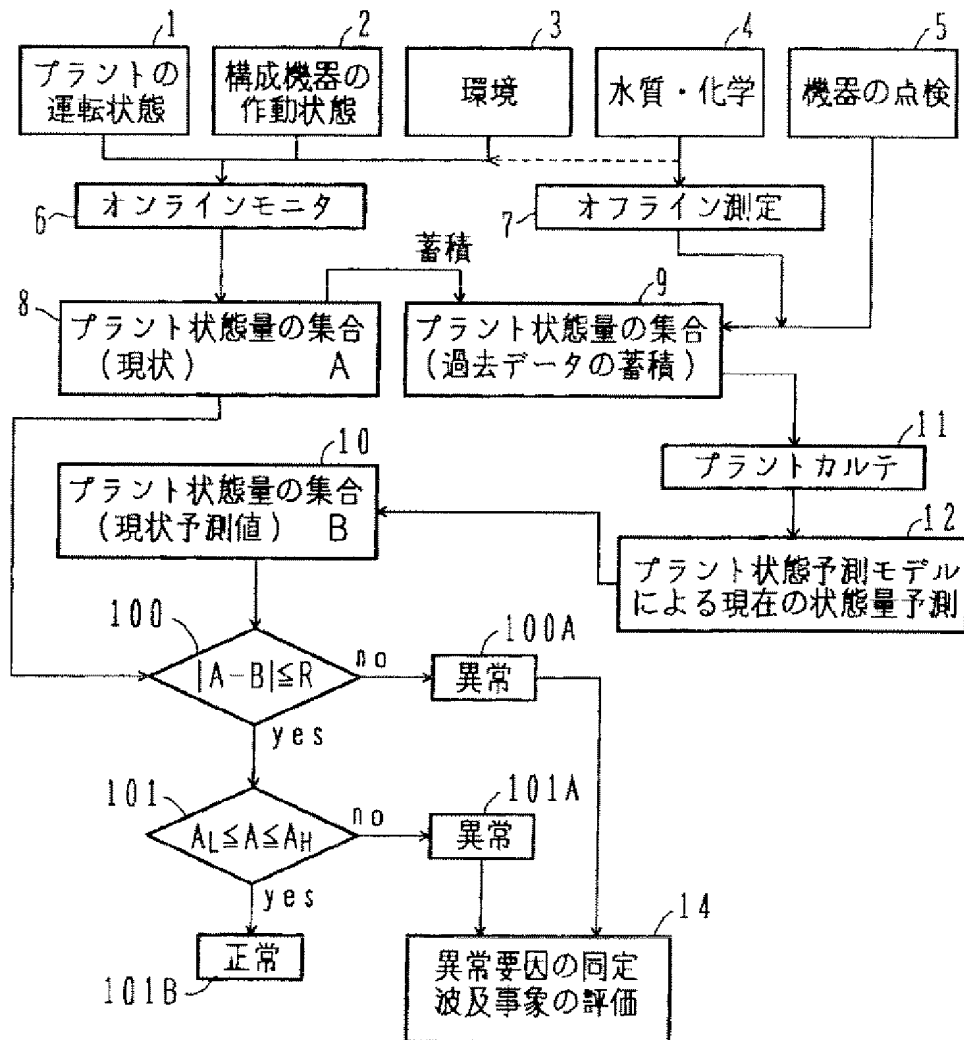 1
プラントの
運転状態
2
構成機器の
作動状態
3
環境
4
水質・化学
5
機器の点検
6
オンラインモニタ
7
オフライン測定
蓄積
8
プラント状態量の集合
(現状) A
9
プラント状態量の集合
(過去データの蓄積)
11
プラントカルテ
10
プラント状態量の集合
(現状予測値) B
12
プラント状態予測モデル
による現在の状態量予測
100
|A-B|≦R
no
100A
異常
yes
101
AL≦A≦AH
no
101A
異常
yes
正常
101B
14
異常要因の同定
波及事象の評価